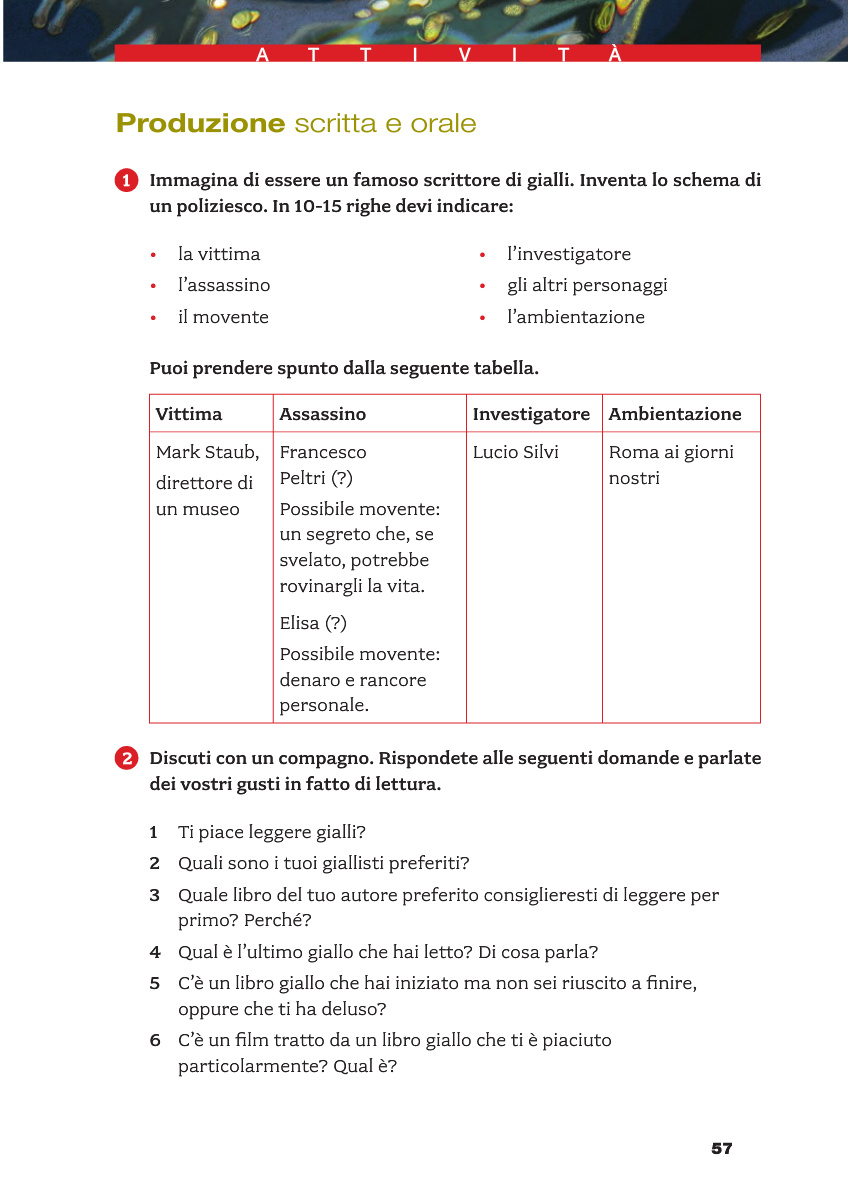 ATTIVITÀ
Produzione scritta e orale
1 Immagina di essere un famoso scrittore di gialli. Inventa lo schema di
un poliziesco. In 10-15 righe devi indicare:
• la vittima
• l’assassino
• il movente
• l’investigatore
• gli altri personaggi
• l’ambientazione
Puoi prendere spunto dalla seguente tabella.
Vittima
Assassino
Investigatore
Ambientazione
Mark Staub,
direttore di
un museo
Francesco
Peltri (?)
Possibile movente:
un segreto che, se
svelato, potrebbe
rovinargli la vita.
Elisa (?)
Possibile movente:
denaro e rancore
personale.
Lucio Silvi
Roma ai giorni
nostri
2 Discuti con un compagno. Rispondete alle seguenti domande e parlate
dei vostri gusti in fatto di lettura.
1 Ti piace leggere gialli?
2 Quali sono i tuoi giallisti preferiti?
3 Quale libro del tuo autore preferito consiglieresti di leggere per
primo? Perché?
4 Qual è l’ultimo giallo che hai letto? Di cosa parla?
5 C’è un libro giallo che hai iniziato ma non sei riuscito a finire,
oppure che ti ha deluso?
6 C’è un film tratto da un libro giallo che ti è piaciuto
particolarmente? Qual è?
57